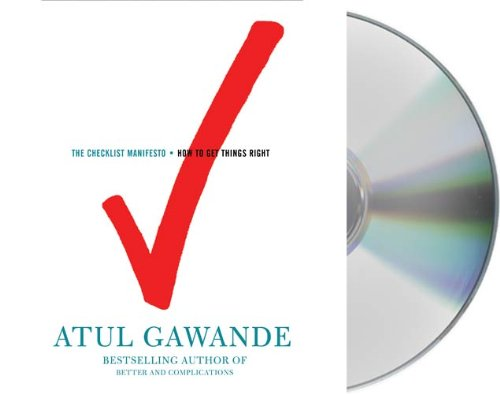 THE CHECKLIST MANIFESTO • HOW TO GET THINGS RIGHT
ATUL GAWANDE
BESTSELLING AUTHOR OF
BETTER AND COMPLICATIONS